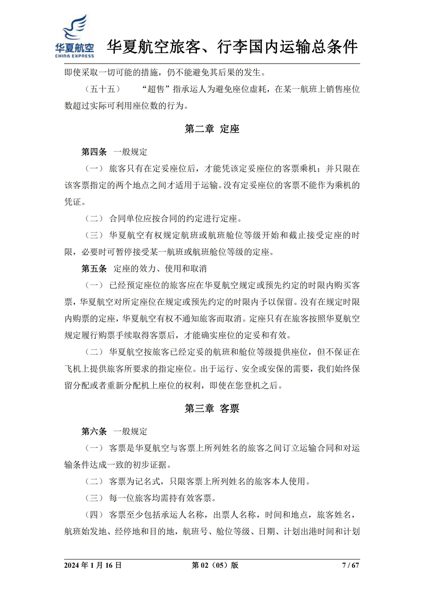 华夏航空
CHINA EXPRESS
华夏航空旅客、行李国内运输总条件
即使采取一切可能的措施，仍不能避免其后果的发生。
（五十五） “超售”指承运人为避免座位虚耗，在某一航班上销售座位
数超过实际可利用座位数的行为。
第二章 定座
第四条 一般规定
（一） 旅客只有在定妥座位后，才能凭该定妥座位的客票乘机；并只限在
该客票指定的两个地点之间才适用于运输。没有定妥座位的客票不能作为乘机的
凭证。
（二） 合同单位应按合同的约定进行定座。
（三） 华夏航空有权规定航班或航班舱位等级开始和截止接受定座的时
限，必要时可暂停接受某一航班或航班舱位等级的定座。
第五条 定座的效力、使用和取消
（一） 已经预定座位的旅客应在华夏航空规定或预先约定的时限内购买客
票，华夏航空对所定座位在规定或预先约定的时限内予以保留。没有在规定时限
内购票的定座，华夏航空有权不通知旅客而取消。定座只有在旅客按照华夏航空
规定履行购票手续取得客票后，才能确定座位的定妥和有效。
（二） 华夏航空按旅客已经定妥的航班和舱位等级提供座位，但不保证在
飞机上提供旅客所要求的指定座位。出于运行、安全或安保的需要，我们始终保
留分配或者重新分配机上座位的权利，即使在您登机之后。
第三章 客票
第六条 一般规定
（一） 客票是华夏航空与客票上所列姓名的旅客之间订立运输合同和对运
输条件达成一致的初步证据。
（二） 客票为记名式，只限客票上所列姓名的旅客本人使用。
（三） 每一位旅客均需持有效客票。
（四） 客票至少包括承运人名称，出票人名称，时间和地点，旅客姓名，
航班始发地、经停地和目的地，航班号、舱位等级、日期、计划出港时间和计划
2024 年 1 月 16 日 第 02（05）版 7 / 67